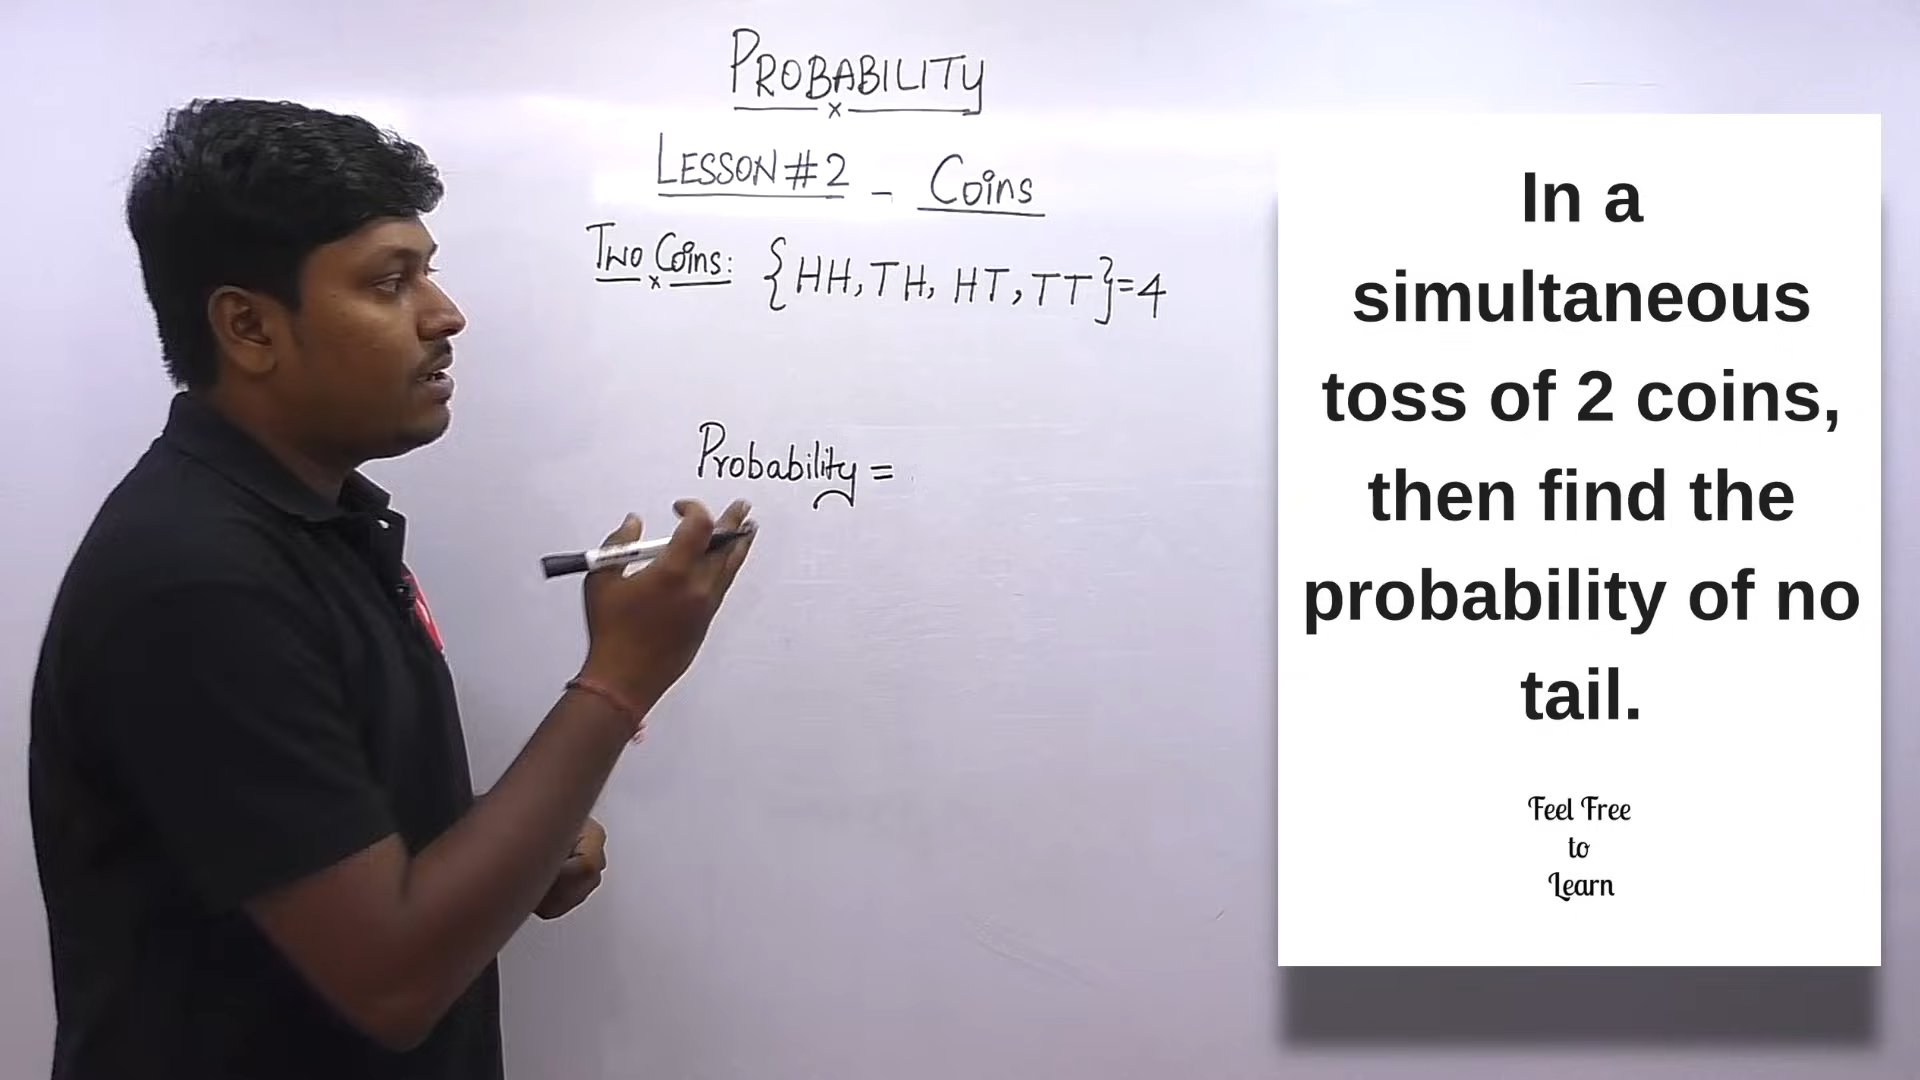 PROBABILITY
LESSON #2 - Coins
Two Coins: {HH, TH, HT, TT}=4
Probability =
In a
simultaneous
toss of 2 coins,
then find the
probability of no
tail.
Feel Free
to
Learn